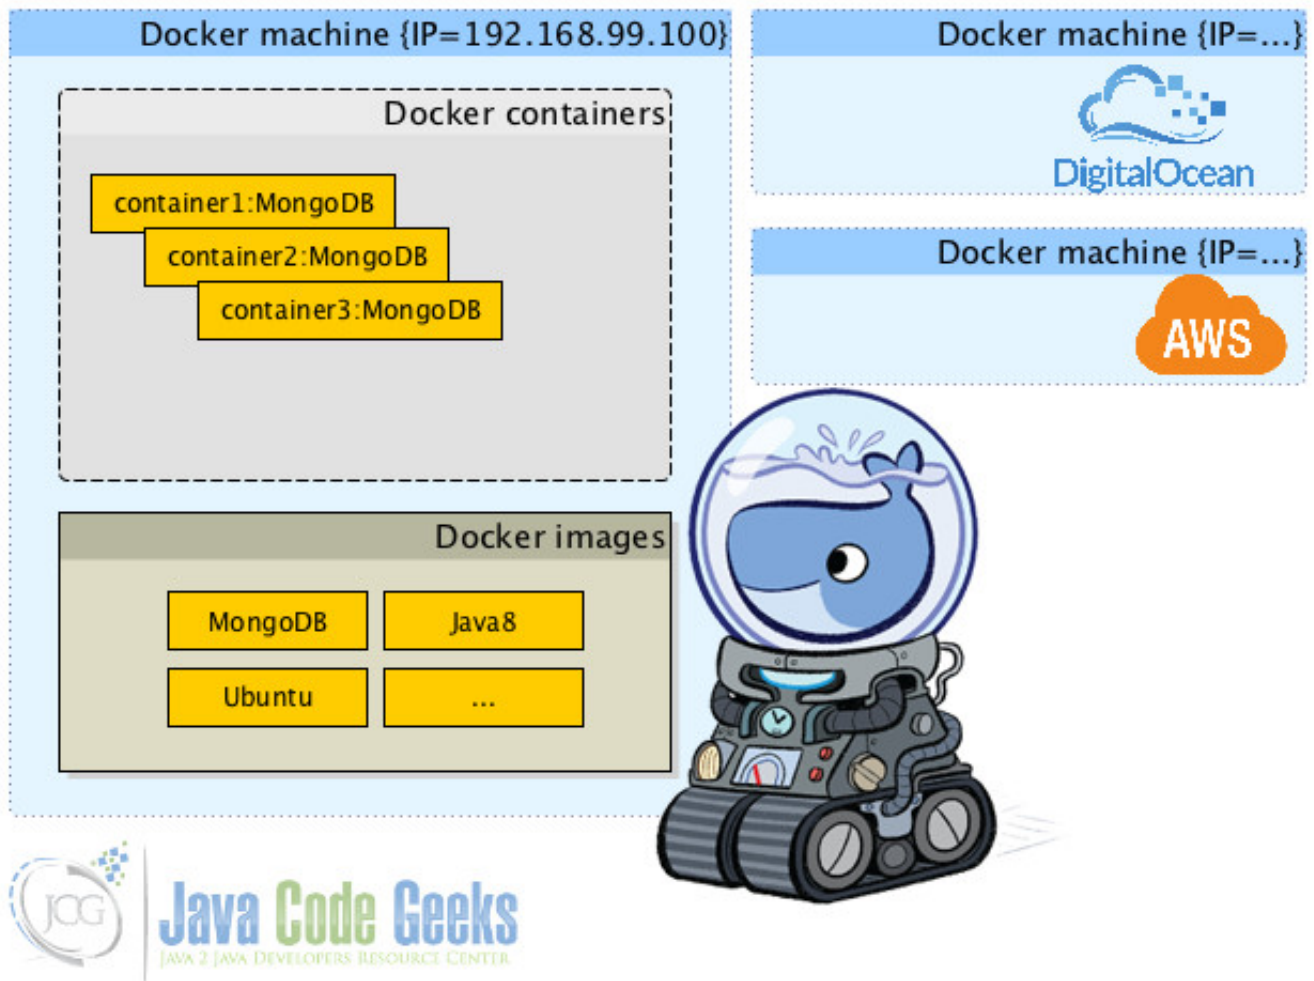 Docker machine {IP=192.168.99.100}
Docker containers
container1:MongoDB
container2:MongoDB
container3:MongoDB
Docker images
MongoDB
Java8
Ubuntu
...
Docker machine {IP=...}
DigitalOcean
Docker machine {IP=...}
AWS
JCG
Java Code Geeks
JAVA 2 JAVA DEVELOPERS RESOURCE CENTER